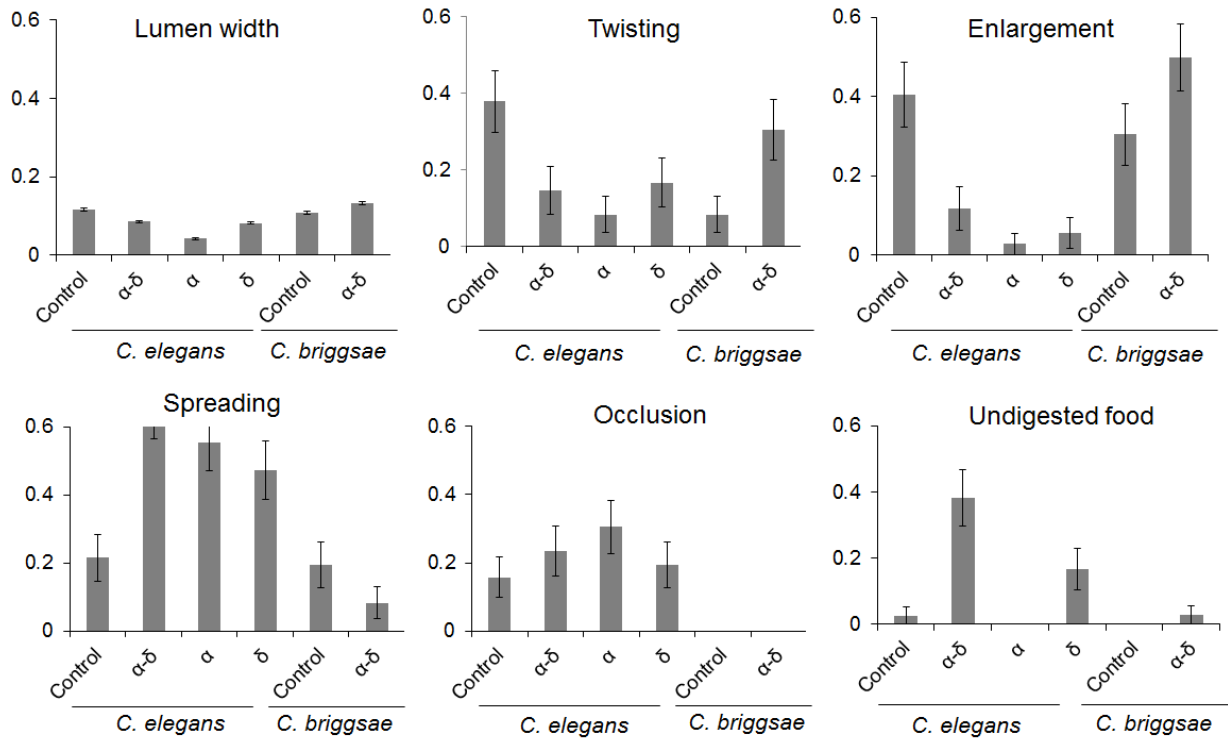 Lumen width
0.6
0.4
0.2
0
Control
α-δ
α
δ
Control
α-δ
C. elegans
C. briggsae
Twisting
0.6
0.4
0.2
0
Control
α-δ
α
δ
Control
α-δ
C. elegans
C. briggsae
Enlargement
0.6
0.4
0.2
0
Control
α-δ
α
δ
Control
α-δ
C. elegans
C. briggsae
Spreading
0.6
0.4
0.2
0
Control
α-δ
α
δ
Control
α-δ
C. elegans
C. briggsae
Occlusion
0.6
0.4
0.2
0
Control
α-δ
α
δ
Control
α-δ
C. elegans
C. briggsae
Undigested food
0.6
0.4
0.2
0
Control
α-δ
α
δ
Control
α-δ
C. elegans
C. briggsae